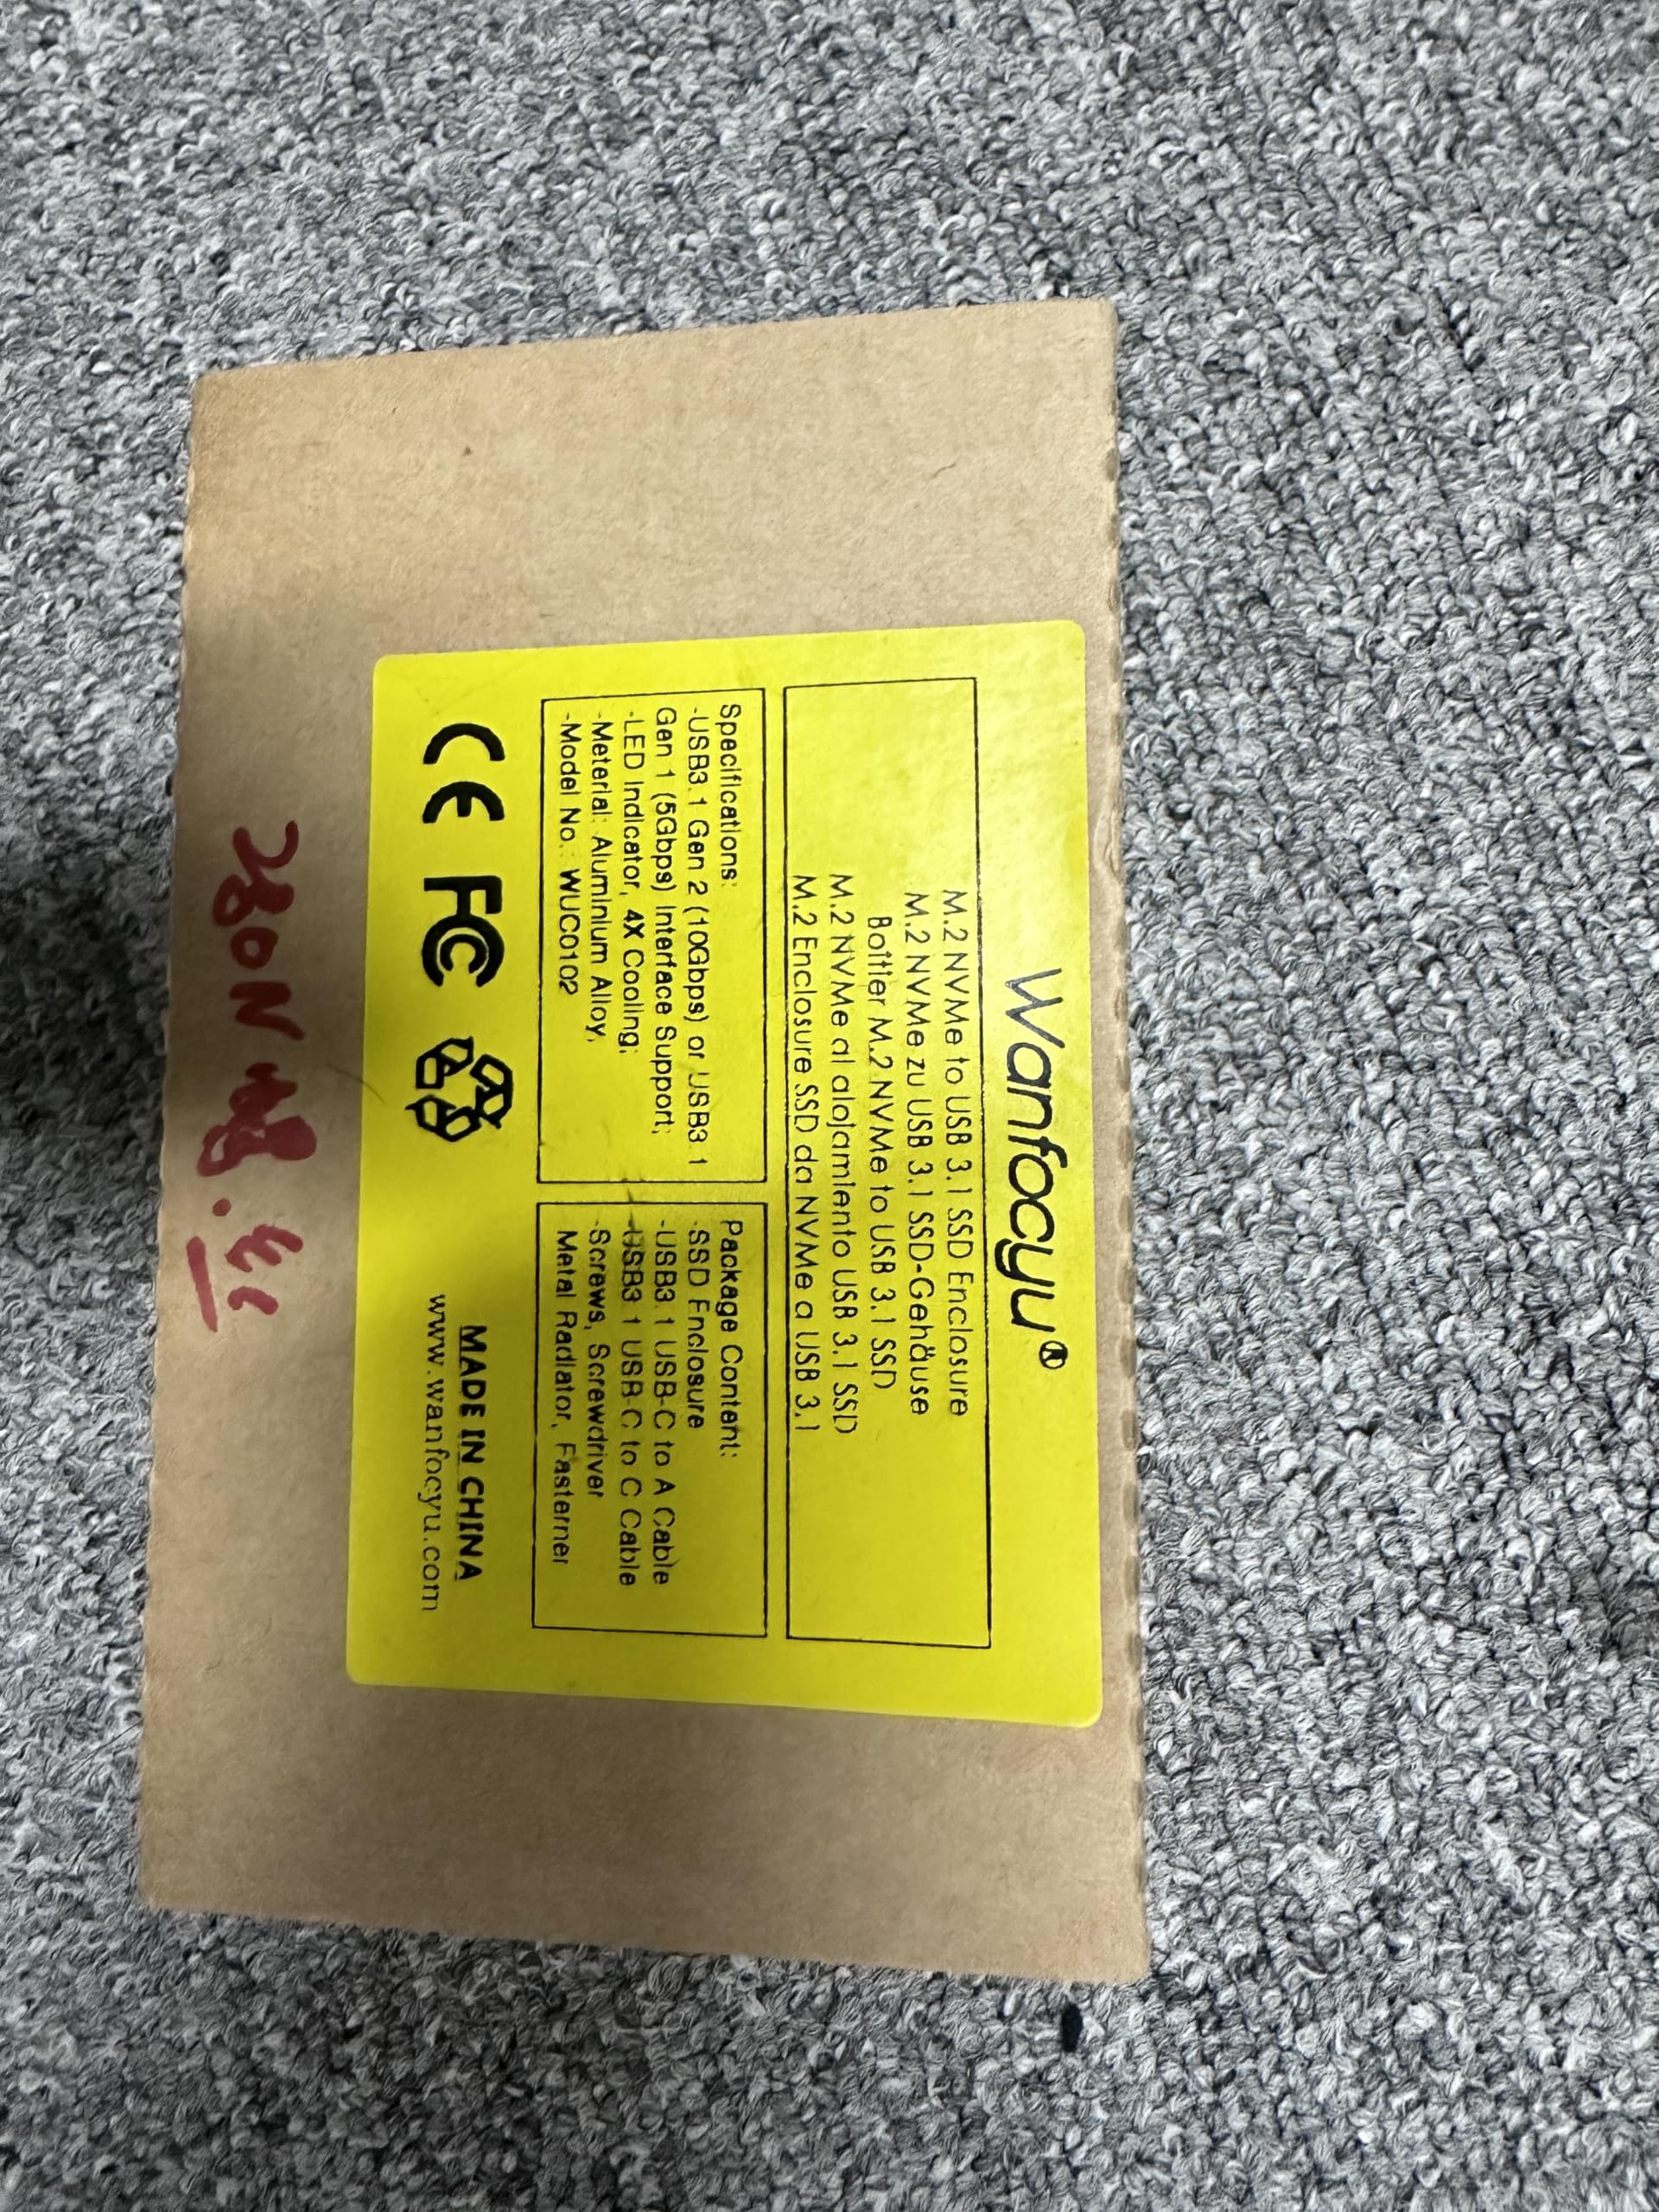 Wanfocyu®
M.2 NVMe to USB 3.1 SSD Enclosure
M.2 NVMe zu USB 3.1 SSD-Gehäuse
Boîtier M.2 NVMe to USB 3.1 SSD
M.2 NVMe al alojamiento USB 3.1 SSD
M.2 Enclosure SSD da NVMe a USB 3.1
Specifications:
-USB3.1 Gen 2 (10Gbps) or USB3.1
Gen 1 (5Gbps) Interface Support;
-LED Indicator, 4X Cooling;
-Meterial: Aluminium Alloy,
-Model No.: WUC0102
Package Content:
-SSD Enclosure
-USB3.1 USB-C to A Cable
-USB3.1 USB-C to C Cable
-Screws, Screwdriver
Metal Radiator, Fasterner
CE FC
MADE IN CHINA
www.wanfocyu.com